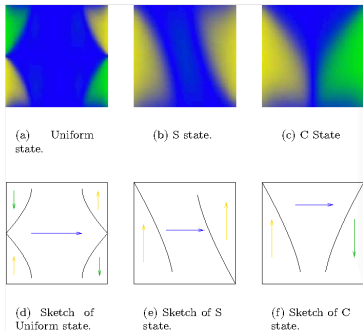 (a) Uniform
state.
(b) S state.
(c) C State
(d) Sketch of
Uniform state.
(e) Sketch of S
state.
(f) Sketch of C
state.